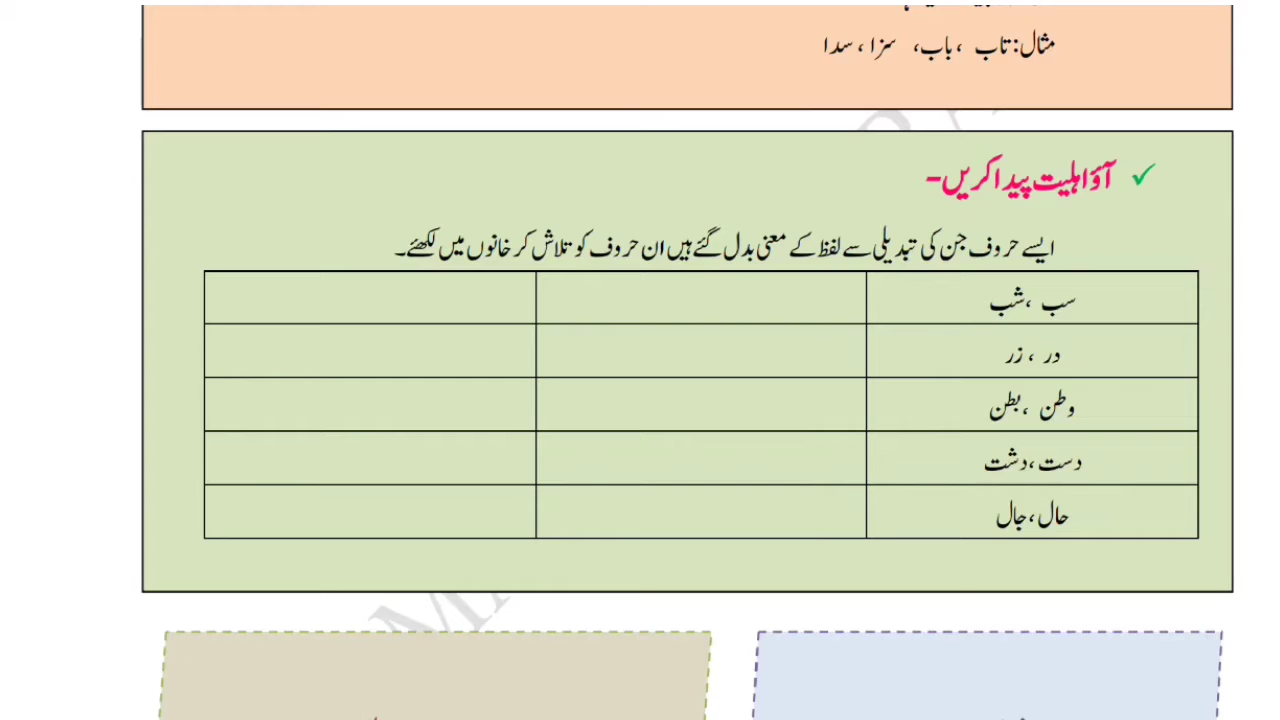 مثال: تاب ، باب، سزا ، سدا
✓ آؤ اہلیت پیدا کریں-
ایسے حروف جن کی تبدیلی سے لفظ کے معنی بدل گئے ہیں ان حروف کو تلاش کر خانوں میں لکھئے۔
سب ،شب
در ، زر
وطن ،بطن
دست ،دشت
حال ،جال